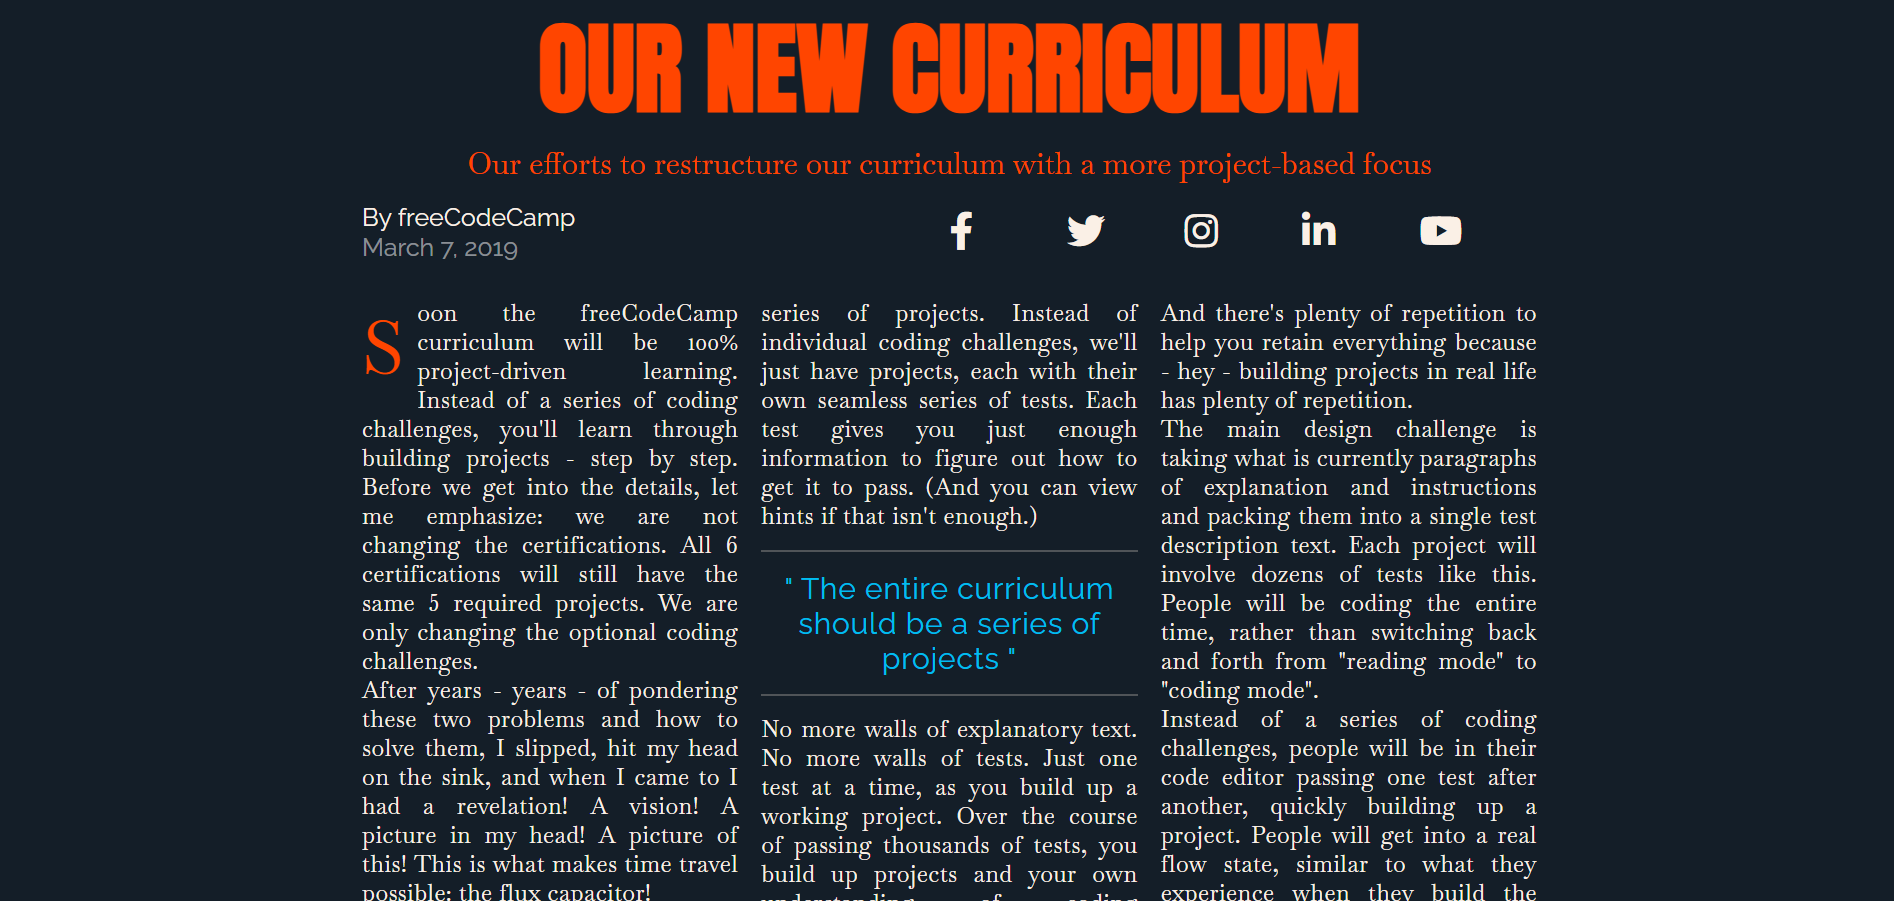 OUR NEW CURRICULUM
Our efforts to restructure our curriculum with a more project-based focus
By freeCodeCamp
March 7, 2019
Soon the freeCodeCamp
curriculum will be 100%
project-driven learning.
Instead of a series of coding
challenges, you'll learn through
building projects - step by step.
Before we get into the details, let
me emphasize: we are not
changing the certifications. All 6
certifications will still have the
same 5 required projects. We are
only changing the optional coding
challenges.
After years - years - of pondering
these two problems and how to
solve them, I slipped, hit my head
on the sink, and when I came to I
had a revelation! A vision! A
picture in my head! A picture of
this! This is what makes time travel
possible: the flux capacitor!
series of projects. Instead of
individual coding challenges, we'll
just have projects, each with their
own seamless series of tests. Each
test gives you just enough
information to figure out how to
get it to pass. (And you can view
hints if that isn't enough.)
" The entire curriculum
should be a series of
projects "
No more walls of explanatory text.
No more walls of tests. Just one
test at a time, as you build up a
working project. Over the course
of passing thousands of tests, you
build up projects and your own
understanding of coding
And there's plenty of repetition to
help you retain everything because
- hey - building projects in real life
has plenty of repetition.
The main design challenge is
taking what is currently paragraphs
of explanation and instructions
and packing them into a single test
description text. Each project will
involve dozens of tests like this.
People will be coding the entire
time, rather than switching back
and forth from "reading mode" to
"coding mode".
Instead of a series of coding
challenges, people will be in their
code editor passing one test after
another, quickly building up a
project. People will get into a real
flow state, similar to what they
experience when they build the